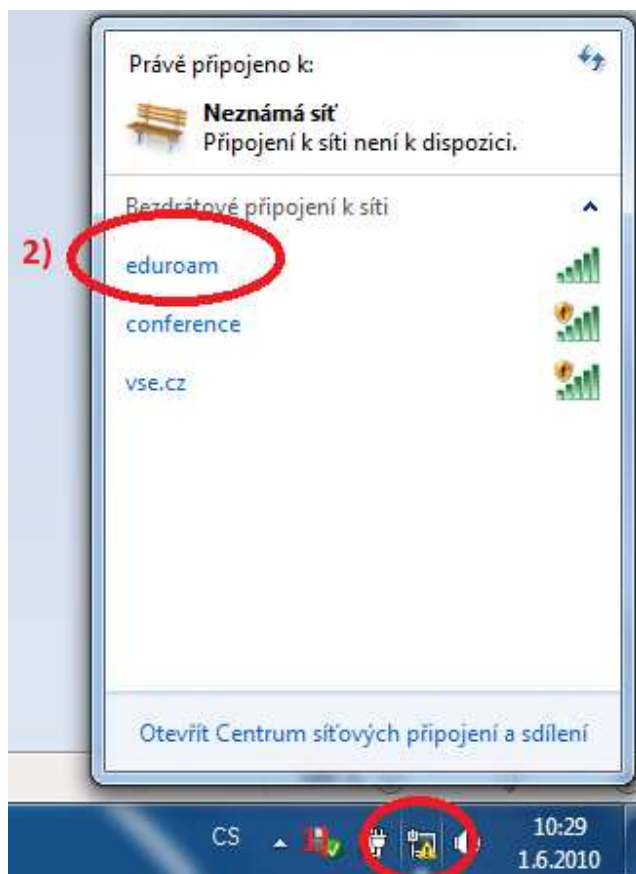 Právě připojeno k:
Neznámá síť
Připojení k síti není k dispozici.
Bezdrátové připojení k síti
2)
eduroam
conference
vse.cz
Otevřít Centrum síťových připojení a sdílení
CS
10:29
1.6.2010